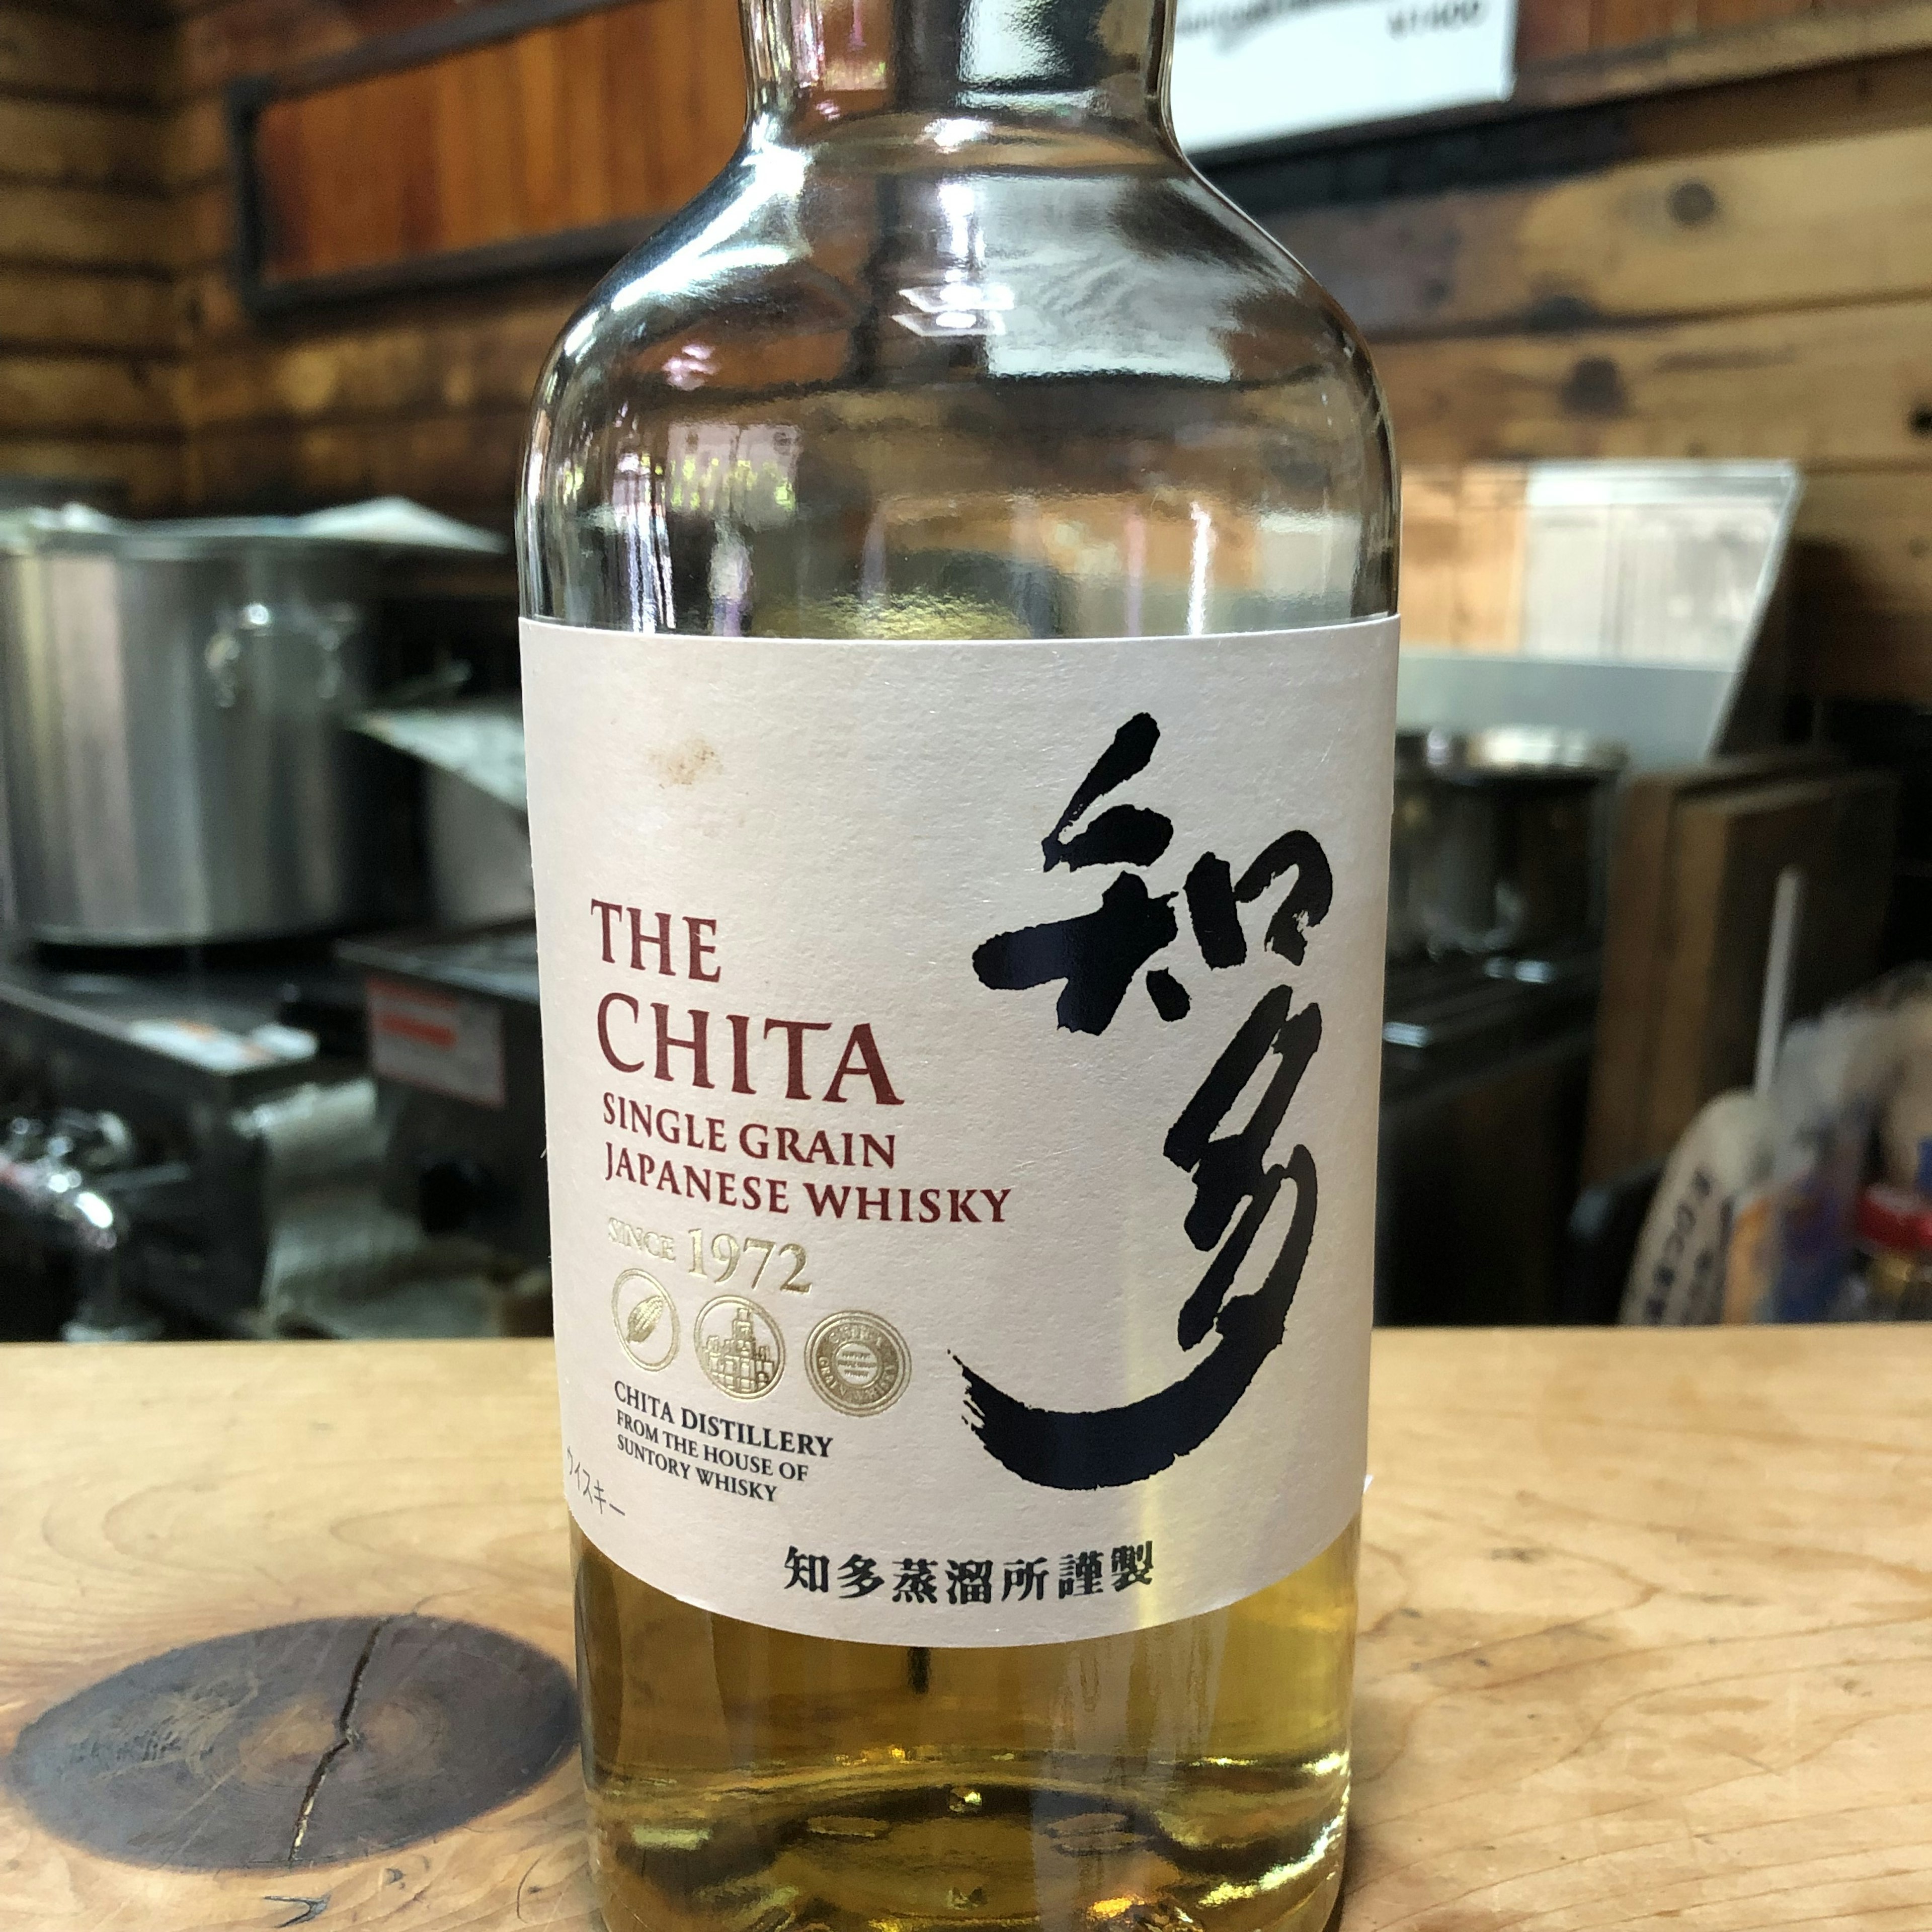 ¥1400
知多
THE
CHITA
SINGLE GRAIN
JAPANESE WHISKY
SINCE 1972
CHITA DISTILLERY
FROM THE HOUSE OF
SUNTORY WHISKY
ウイスキー
知多蒸溜所謹製